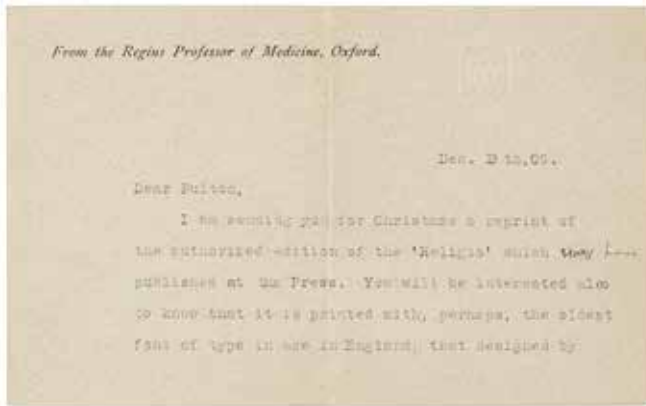 From the Regius Professor of Medicine, Oxford.
Dec. th, 09.
Dear Fulton,
I am sending you for Christmas a reprint of
the authorized edition of the 'Religio' which they have
published at the Press. You will be interested also
to know that it is printed with, perhaps, the oldest
font of type in use in England, that designed by